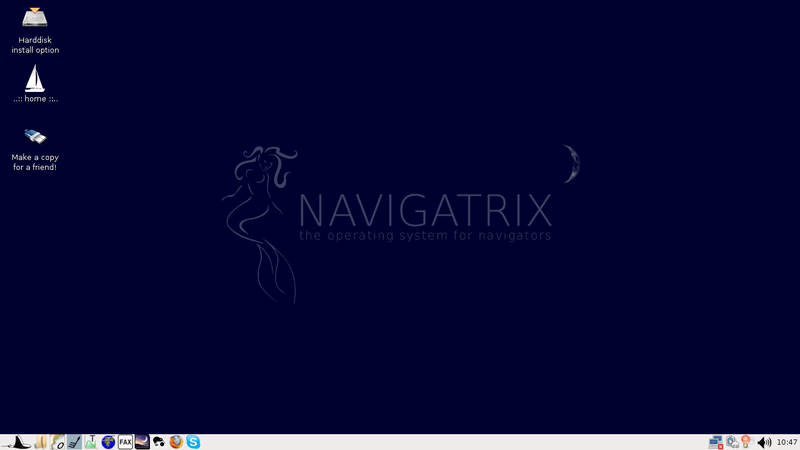 Harddisk
install option
..:: home ::..
Make a copy
for a friend!
NAVIGATRIX
the operating system for navigators
T
FAX
10:47